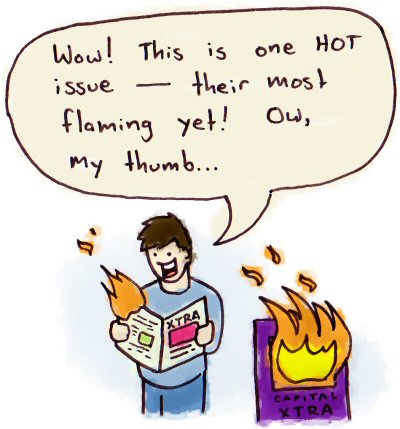 Wow! This is one HOT
issue — their most
flaming yet! Ow,
my thumb...
XTRA
CAPITAL
XTRA